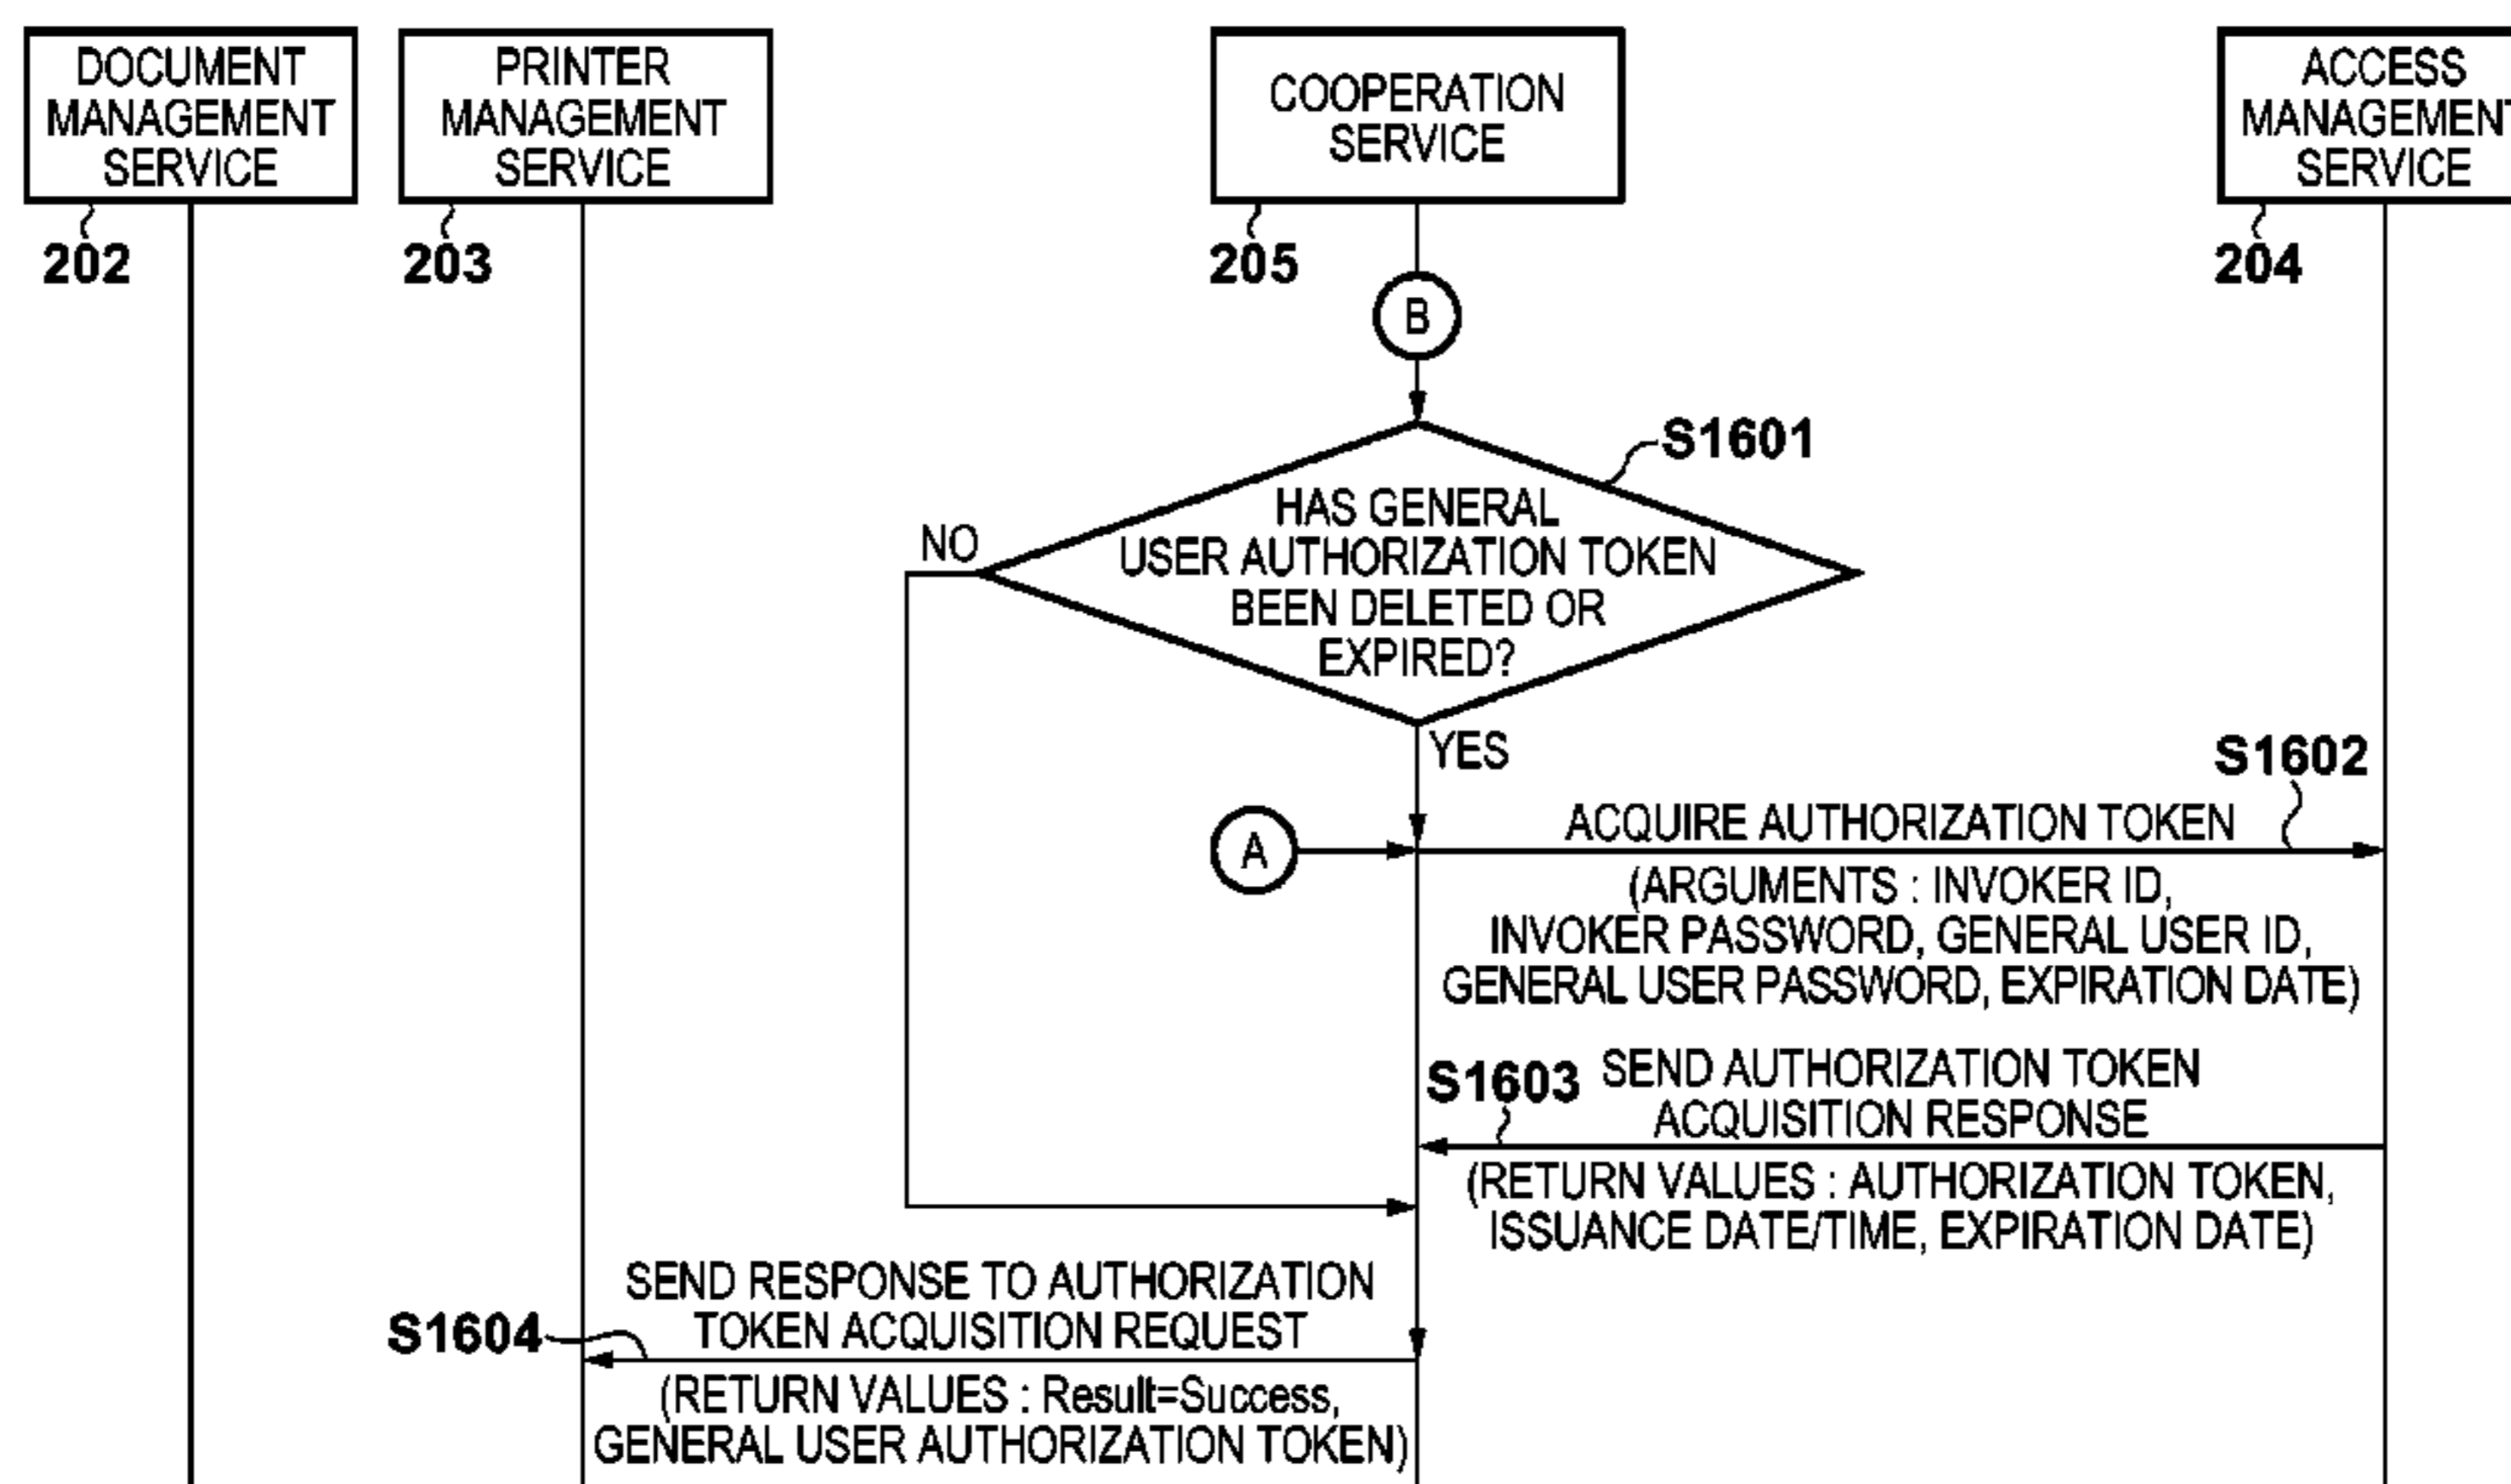 DOCUMENT
MANAGEMENT
SERVICE
202
PRINTER
MANAGEMENT
SERVICE
203
COOPERATION
SERVICE
205
ACCESS
MANAGEMENT
SERVICE
204
B
S1601
HAS GENERAL
USER AUTHORIZATION TOKEN
BEEN DELETED OR
EXPIRED?
NO
YES
S1602
A
ACQUIRE AUTHORIZATION TOKEN
(ARGUMENTS : INVOKER ID,
INVOKER PASSWORD, GENERAL USER ID,
GENERAL USER PASSWORD, EXPIRATION DATE)
S1603
SEND AUTHORIZATION TOKEN
ACQUISITION RESPONSE
(RETURN VALUES : AUTHORIZATION TOKEN,
ISSUANCE DATE/TIME, EXPIRATION DATE)
SEND RESPONSE TO AUTHORIZATION
TOKEN ACQUISITION REQUEST
S1604
(RETURN VALUES : Result=Success,
GENERAL USER AUTHORIZATION TOKEN)